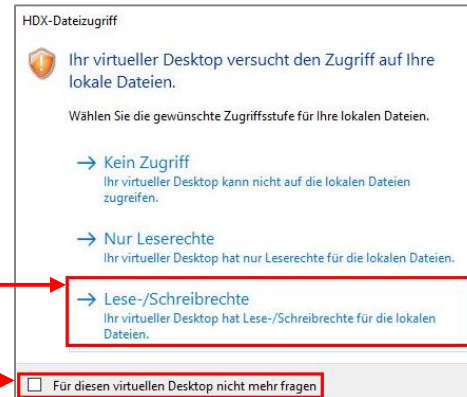 HDX-Dateizugriff
Ihr virtueller Desktop versucht den Zugriff auf Ihre
lokale Dateien.
Wählen Sie die gewünschte Zugriffsstufe für Ihre lokalen Dateien.
Kein Zugriff
Ihr virtueller Desktop kann nicht auf die lokalen Dateien
zugreifen.
Nur Leserechte
Ihr virtueller Desktop hat nur Leserechte für die lokalen Dateien.
Lese-/Schreibrechte
Ihr virtueller Desktop hat Lese-/Schreibrechte für die lokalen
Dateien.
Für diesen virtuellen Desktop nicht mehr fragen